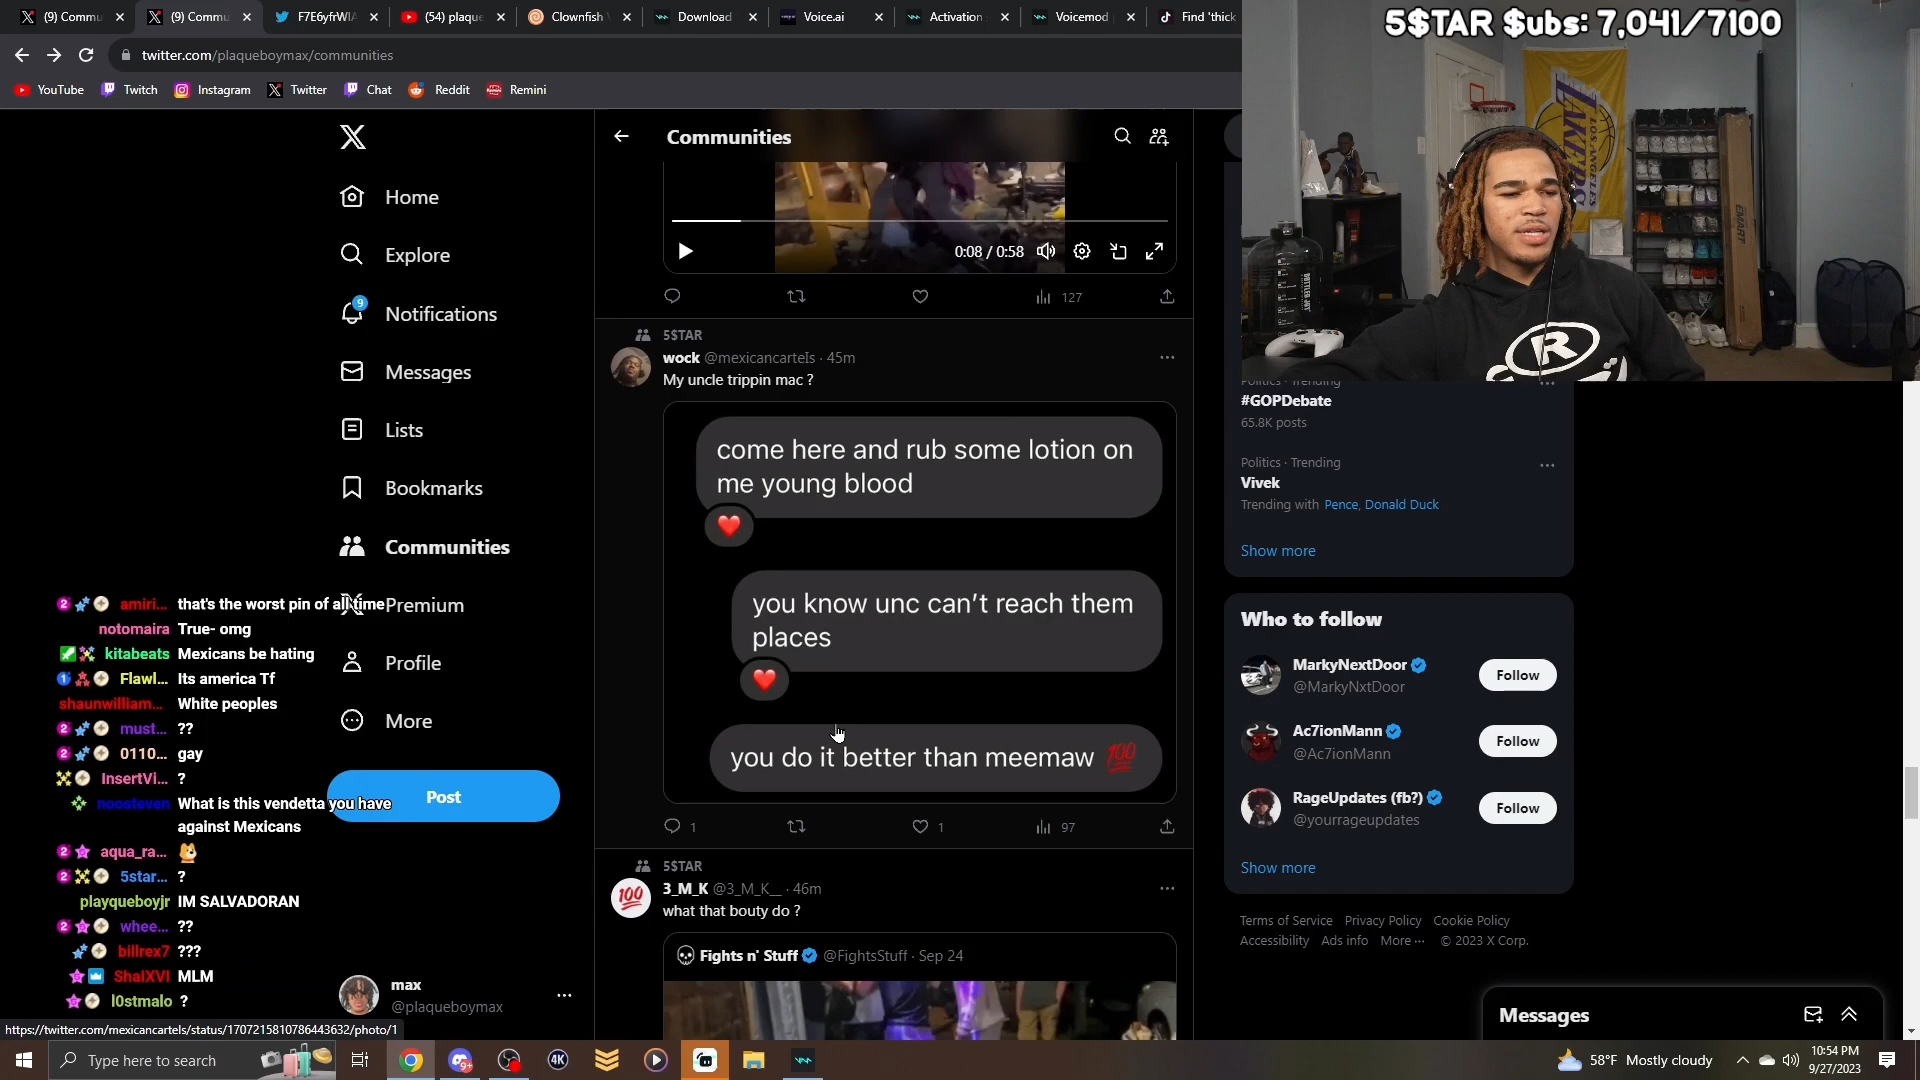 5$TAR $ubs: 7,041/7100
(9) Commu
(9) Commu
F7E6yfrWIA
(54) plaque
Clownfish
Download
Voice.ai
Activation
Voicemod
Find 'thick
twitter.com/plaqueboymax/communities
YouTube
Twitch
Instagram
Twitter
Chat
Reddit
Remini
Home
Explore
9
Notifications
Messages
Lists
Bookmarks
Communities
Premium
Profile
More
Post
max
@plaqueboymax
amiri... that's the worst pin of all time
notomaira True- omg
kitabeats Mexicans be hating
Flawl... Its america Tf
shaunwilliam... White peoples
must... ??
0110... gay
InsertVi... ?
noosteven What is this vendetta you have
against Mexicans
aqua_ra...
5star... ?
playqueboyjr IM SALVADORAN
whee... ??
billrex7 ???
ShalXVI MLM
l0stmalo ?
https://twitter.com/mexicancartels/status/1707215810786443632/photo/1
Communities
0:08 / 0:58
127
5$TAR
wock @mexicancartels · 45m
My uncle trippin mac ?
come here and rub some lotion on
me young blood
you know unc can't reach them
places
you do it better than meemaw 💯
1
1
97
5$TAR
3_M_K @3_M_K__ · 46m
what that bouty do ?
Fights n' Stuff @FightsStuff · Sep 24
LAKERS
LOS ANGELES
Politics · Trending
#GOPDebate
65.8K posts
Politics · Trending
Vivek
Trending with Pence, Donald Duck
Show more
Who to follow
MarkyNextDoor
@MarkyNxtDoor
Follow
Ac7ionMann
@Ac7ionMann
Follow
RageUpdates (fb?)
@yourrageupdates
Follow
Show more
Terms of Service Privacy Policy Cookie Policy
Accessibility Ads info More ··· © 2023 X Corp.
Messages
Type here to search
4K
9+
58°F Mostly cloudy
10:54 PM
9/27/2023